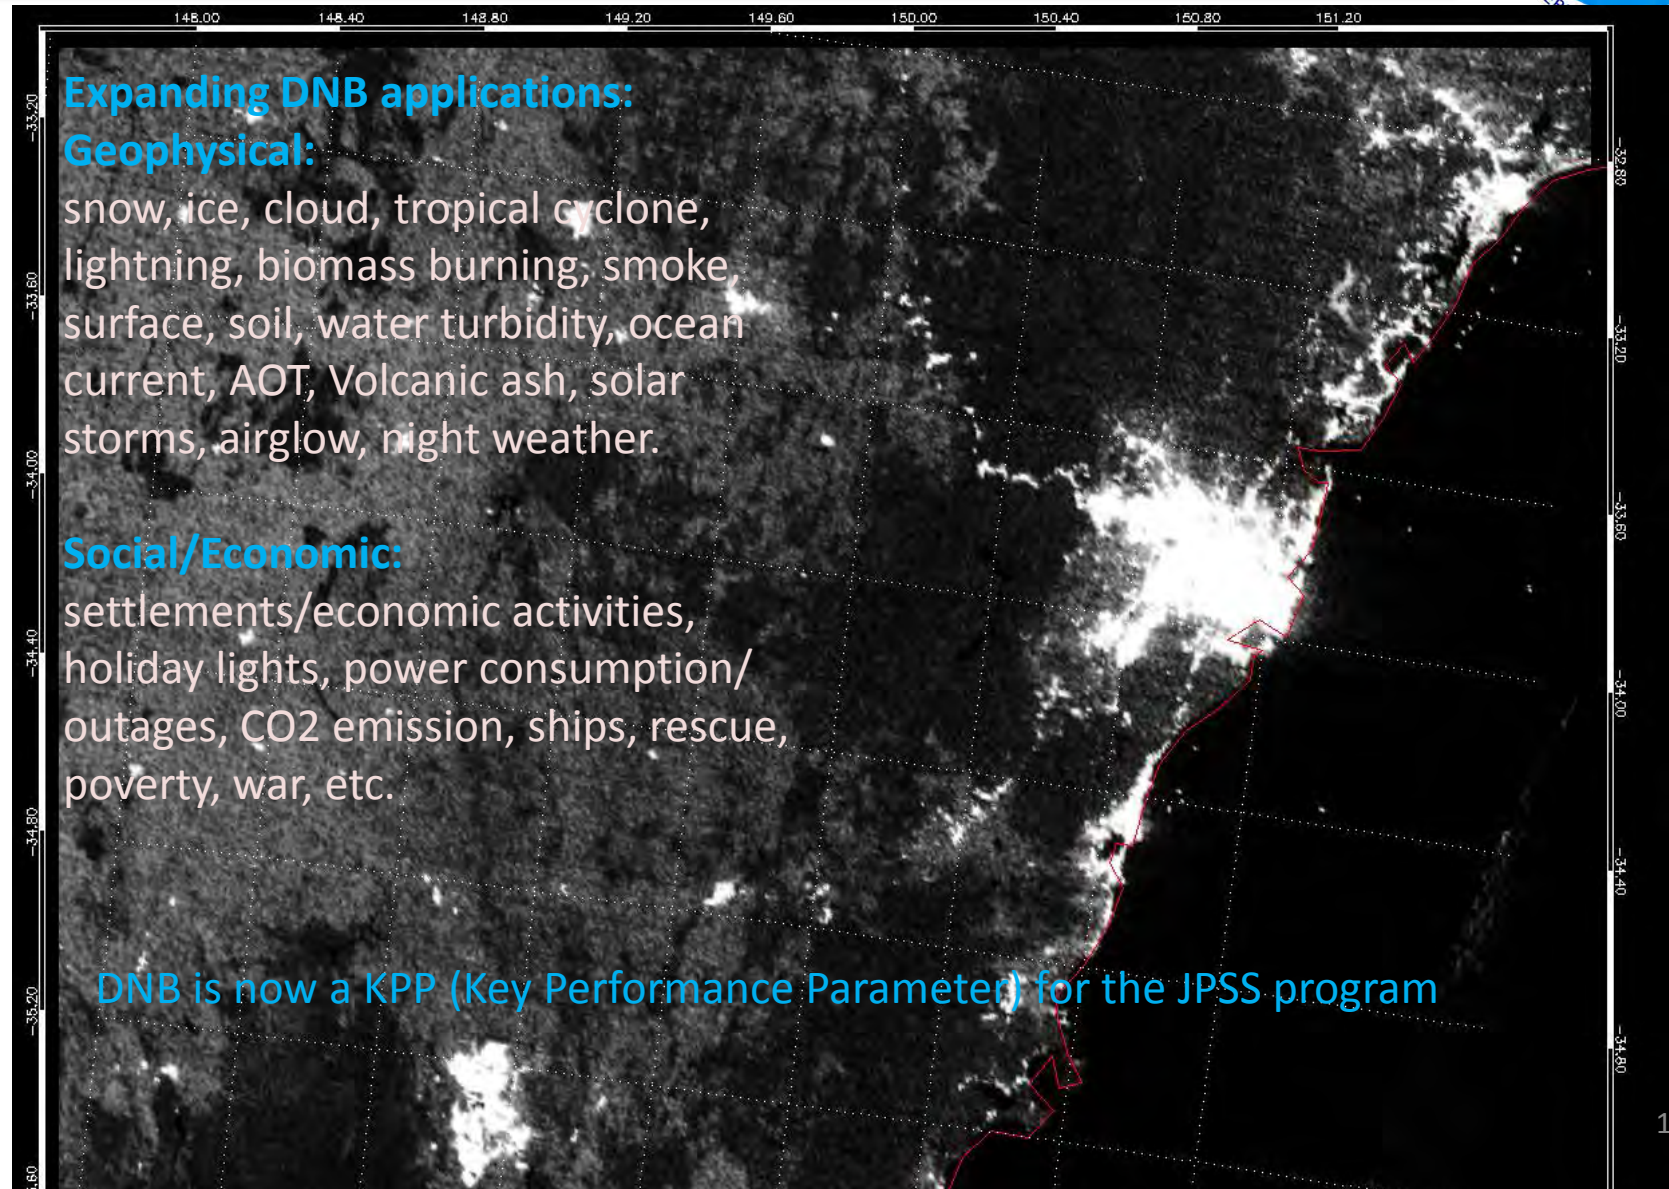 148.00 148.40 148.80 149.20 149.60 150.00 150.40 150.80 151.20
Expanding DNB applications:
Geophysical:
snow, ice, cloud, tropical cyclone,
lightning, biomass burning, smoke,
surface, soil, water turbidity, ocean
current, AOT, Volcanic ash, solar
storms, airglow, night weather.
Social/Economic:
settlements/economic activities,
holiday lights, power consumption/
outages, CO2 emission, ships, rescue,
poverty, war, etc.
DNB is now a KPP (Key Performance Parameter) for the JPSS program
-33.20
-33.60
-34.00
-34.40
-34.80
-35.20
-32.80
-33.20
-33.60
-34.00
-34.40
-34.80
1